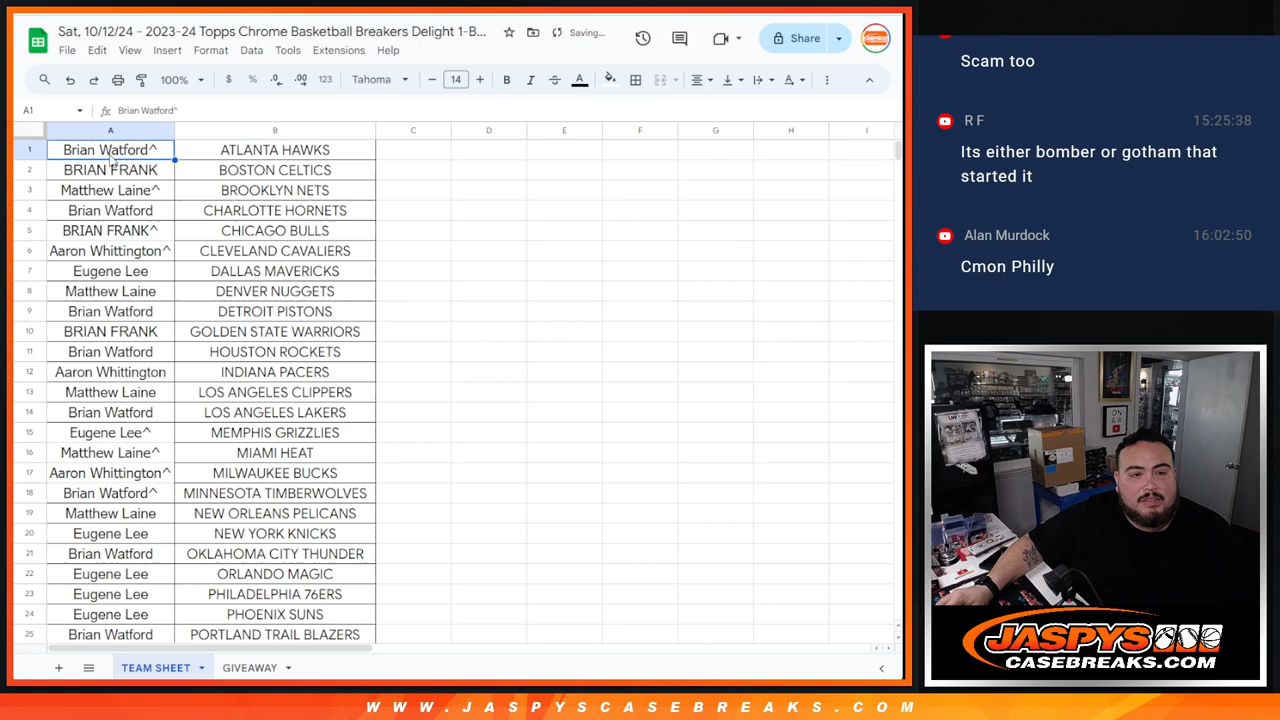 Sat, 10/12/24 - 2023-24 Topps Chrome Basketball Breakers Delight 1-B...
Saving...
Share
File Edit View Insert Format Data Tools Extensions Help
100% $ % .0 .00 123 Tahoma 14 B I A A
A1 fx Brian Watford^
A B C D E F G H I
1 Brian Watford^ ATLANTA HAWKS
2 BRIAN FRANK BOSTON CELTICS
3 Matthew Laine^ BROOKLYN NETS
4 Brian Watford CHARLOTTE HORNETS
5 BRIAN FRANK^ CHICAGO BULLS
6 Aaron Whittington^ CLEVELAND CAVALIERS
7 Eugene Lee DALLAS MAVERICKS
8 Matthew Laine DENVER NUGGETS
9 Brian Watford DETROIT PISTONS
10 BRIAN FRANK GOLDEN STATE WARRIORS
11 Brian Watford HOUSTON ROCKETS
12 Aaron Whittington INDIANA PACERS
13 Matthew Laine LOS ANGELES CLIPPERS
14 Brian Watford LOS ANGELES LAKERS
15 Eugene Lee^ MEMPHIS GRIZZLIES
16 Matthew Laine^ MIAMI HEAT
17 Aaron Whittington^ MILWAUKEE BUCKS
18 Brian Watford^ MINNESOTA TIMBERWOLVES
19 Matthew Laine NEW ORLEANS PELICANS
20 Eugene Lee NEW YORK KNICKS
21 Brian Watford OKLAHOMA CITY THUNDER
22 Eugene Lee ORLANDO MAGIC
23 Eugene Lee PHILADELPHIA 76ERS
24 Eugene Lee PHOENIX SUNS
25 Brian Watford PORTLAND TRAIL BLAZERS
TEAM SHEET GIVEAWAY
Scam too
R F 15:25:38
Its either bomber or gotham that
started it
Alan Murdock 16:02:50
Cmon Philly
ON AIR
JASPYS
CASEBREAKS.COM
WWW.JASPYSCASEBREAKS.COM